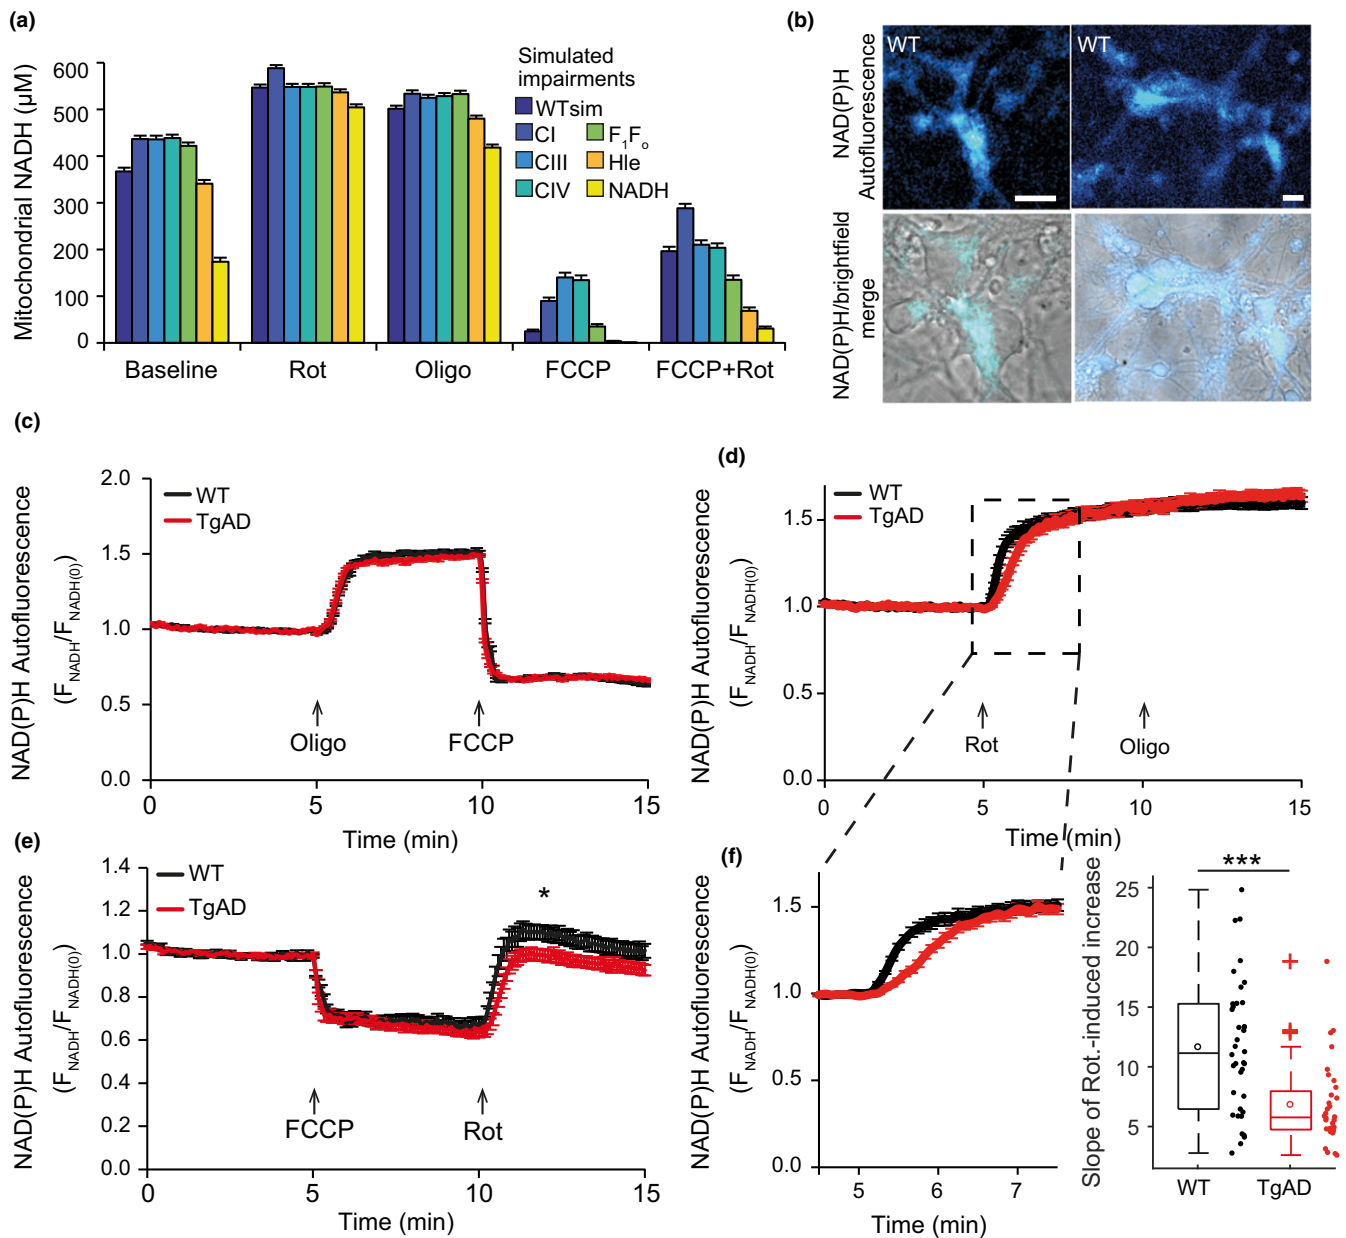 (a)
Mitochondrial NADH (μM)
600
500
400
300
200
100
0
Baseline
Rot
Oligo
FCCP
FCCP+Rot
Simulated
impairments
WTsim
CI
F1Fo
CIII
Hle
CIV
NADH
(b)
NAD(P)H
Autofluorescence
WT
WT
NAD(P)H/brightfield
merge
(c)
NAD(P)H Autofluorescence
(FNADH/FNADH(0))
2.0
1.5
1.0
0.5
0.0
WT
TgAD
Oligo
FCCP
0
5
10
15
Time (min)
(d)
NAD(P)H Autofluorescence
(FNADH/FNADH(0))
1.5
1.0
0.5
0.0
WT
TgAD
Rot
Oligo
0
5
10
15
Time (min)
(e)
NAD(P)H Autofluorescence
(FNADH/FNADH(0))
1.4
1.2
1.0
0.8
0.6
0.4
0.2
0.0
WT
TgAD
*
FCCP
Rot
0
5
10
15
Time (min)
(f)
NAD(P)H Autofluorescence
(FNADH/FNADH(0))
1.5
1.0
0.5
0.0
5
6
7
Time (min)
Slope of Rot.-induced increase
25
20
15
10
5
***
WT
TgAD